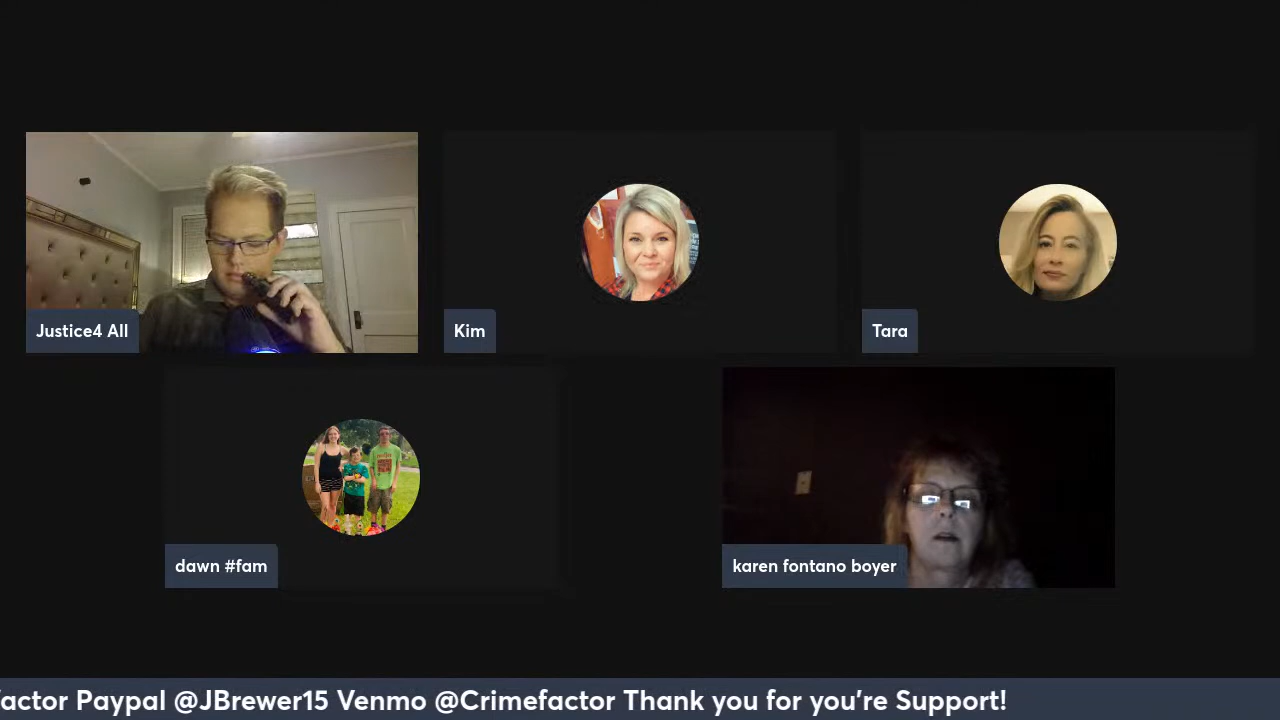 Justice4 All
Kim
Tara
dawn #fam
karen fontano boyer
actor Paypal @JBrewer15 Venmo @Crimefactor Thank you for you're Support!